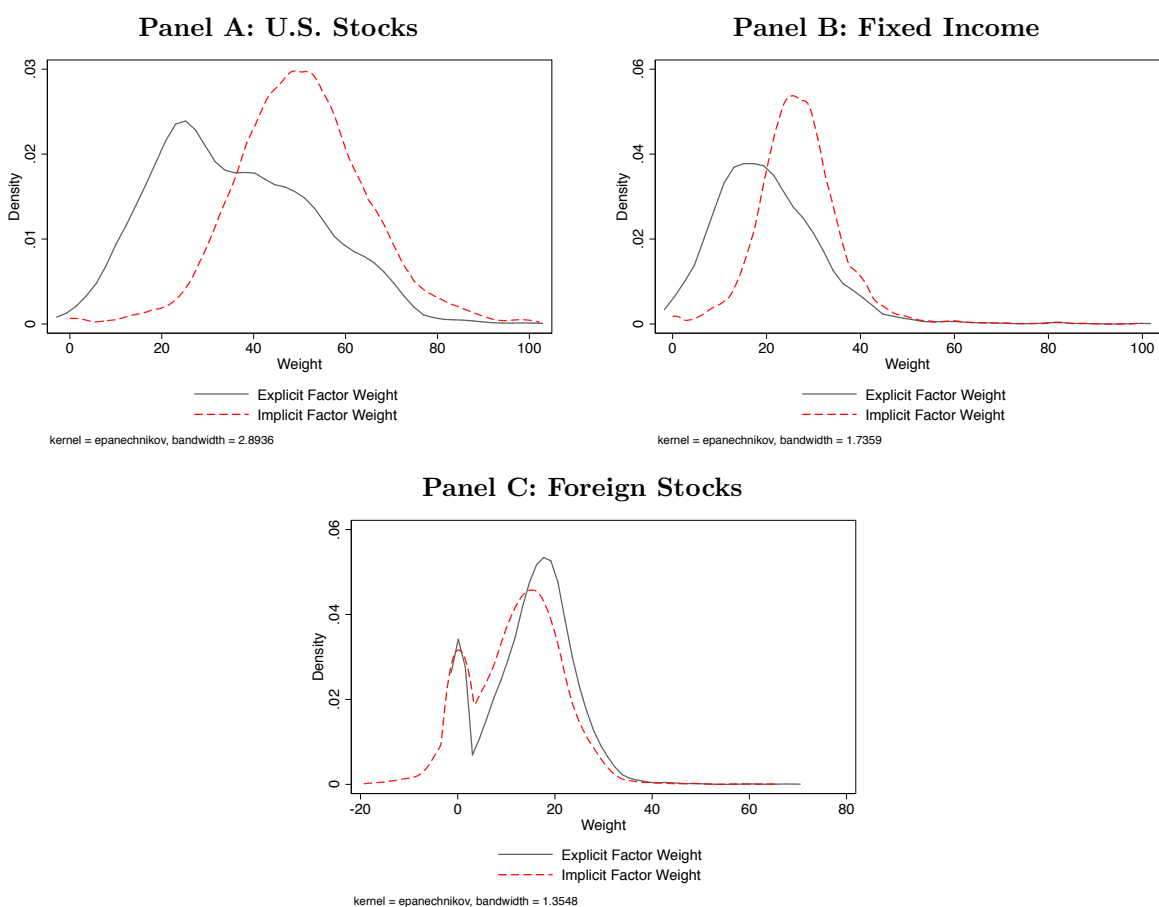 Panel A: U.S. Stocks
.03
.02
.01
0
Density
0 20 40 60 80 100
Weight
Explicit Factor Weight
Implicit Factor Weight
kernel = epanechnikov, bandwidth = 2.8936
Panel B: Fixed Income
.06
.04
.02
0
Density
0 20 40 60 80 100
Weight
Explicit Factor Weight
Implicit Factor Weight
kernel = epanechnikov, bandwidth = 1.7359
Panel C: Foreign Stocks
.06
.04
.02
0
Density
-20 0 20 40 60 80
Weight
Explicit Factor Weight
Implicit Factor Weight
kernel = epanechnikov, bandwidth = 1.3548